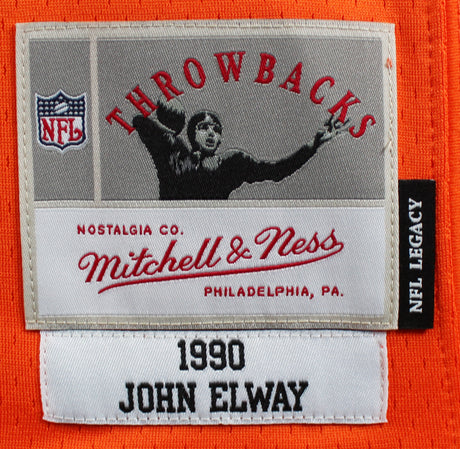 THROWBACKS
NFL
NOSTALGIA CO.
Mitchell & Ness
PHILADELPHIA, PA.
NFL LEGACY
1990
JOHN ELWAY